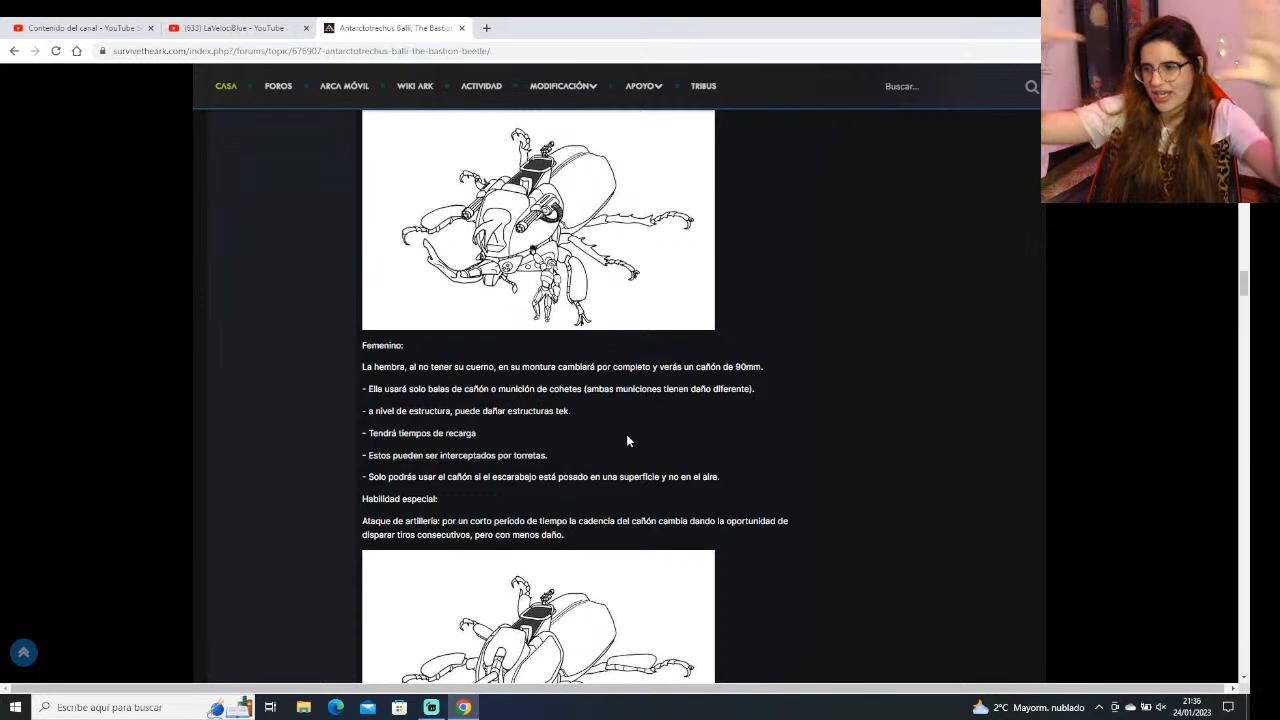 Contenido del canal - YouTube S
(633) LaVelociBlue - YouTube
Antarctotrechus Balli, The Bastion
survivetheark.com/index.php?/forums/topic/676907-antarctotrechus-balli-the-bastion-beetle/
CASA FOROS ARCA MÓVIL WIKI ARK ACTIVIDAD MODIFICACIÓN APOYO TRIBUS Buscar...
Femenino:
La hembra, al no tener su cuerno, en su montura cambiará por completo y verás un cañón de 90mm.
- Ella usará solo balas de cañón o munición de cohetes (ambas municiones tienen daño diferente).
- a nivel de estructura, puede dañar estructuras tek.
- Tendrá tiempos de recarga
- Estos pueden ser interceptados por torretas.
- Solo podrás usar el cañón si el escarabajo está posado en una superficie y no en el aire.
Habilidad especial:
Ataque de artillería: por un corto período de tiempo la cadencia del cañón cambia dando la oportunidad de
disparar tiros consecutivos, pero con menos daño.
Escribe aquí para buscar
2°C Mayorm. nublado
21:36
24/01/2023